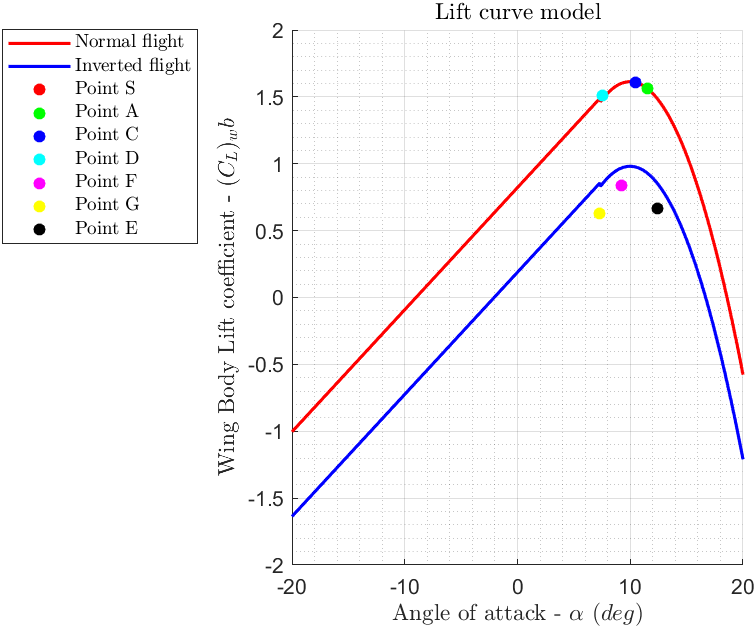 Lift curve model
Normal flight
Inverted flight
Point S
Point A
Point C
Point D
Point F
Point G
Point E
Wing Body Lift coefficient - $(C_L)_w b$
2
1.5
1
0.5
0
-0.5
-1
-1.5
-2
-20
-10
0
10
20
Angle of attack - α (deg)